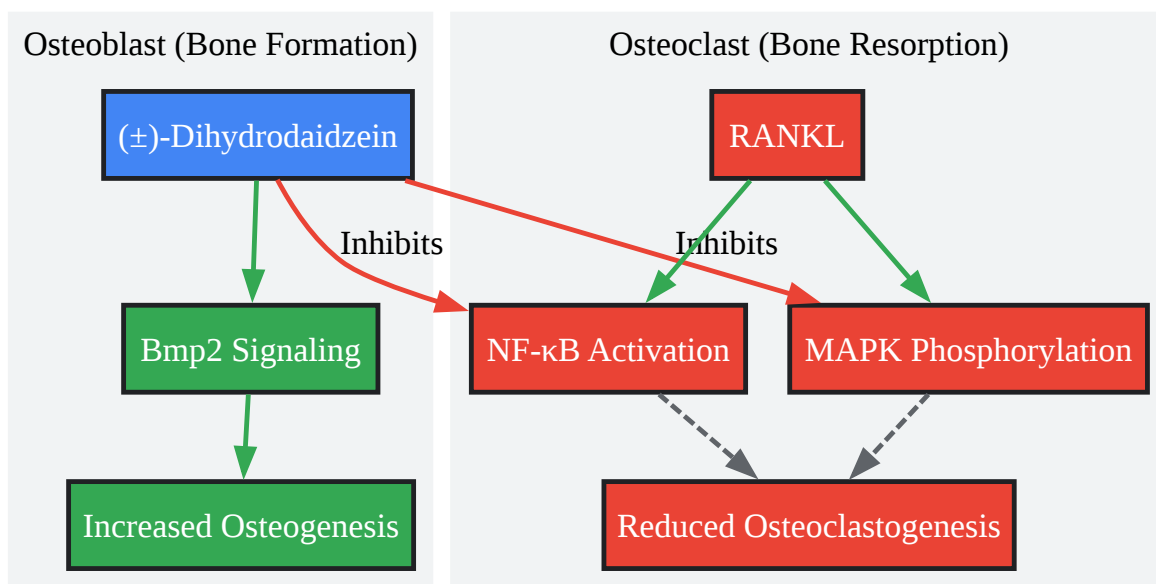 Osteoblast (Bone Formation)
Osteoclast (Bone Resorption)
(±)-Dihydrodaidzein
RANKL
Inhibits
Inhibits
Bmp2 Signaling
NF-κB Activation
MAPK Phosphorylation
Increased Osteogenesis
Reduced Osteoclastogenesis